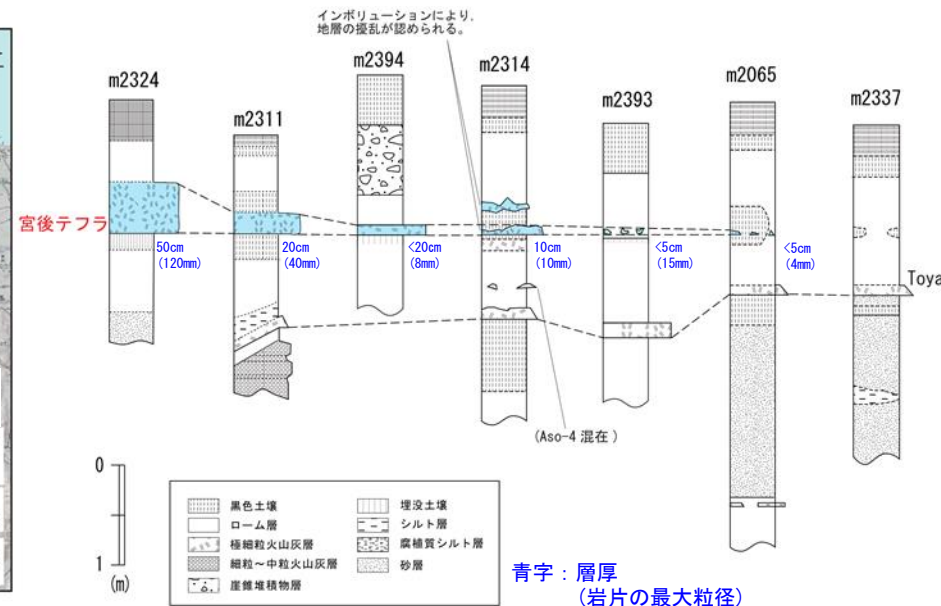 インボリューションにより,
地層の擾乱が認められる。
m2324
m2311
m2394
m2314
m2393
m2065
m2337
宮後テフラ
50cm
(120mm)
20cm
(40mm)
<20cm
(8mm)
10cm
(10mm)
<5cm
(15mm)
<5cm
(4mm)
Toya
(Aso-4 混在 )
0
1
(m)
黒色土壌
ローム層
極細粒火山灰層
細粒～中粒火山灰層
崖錐堆積物層
埋没土壌
シルト層
腐植質シルト層
砂層
青字：層厚
(岩片の最大粒径)